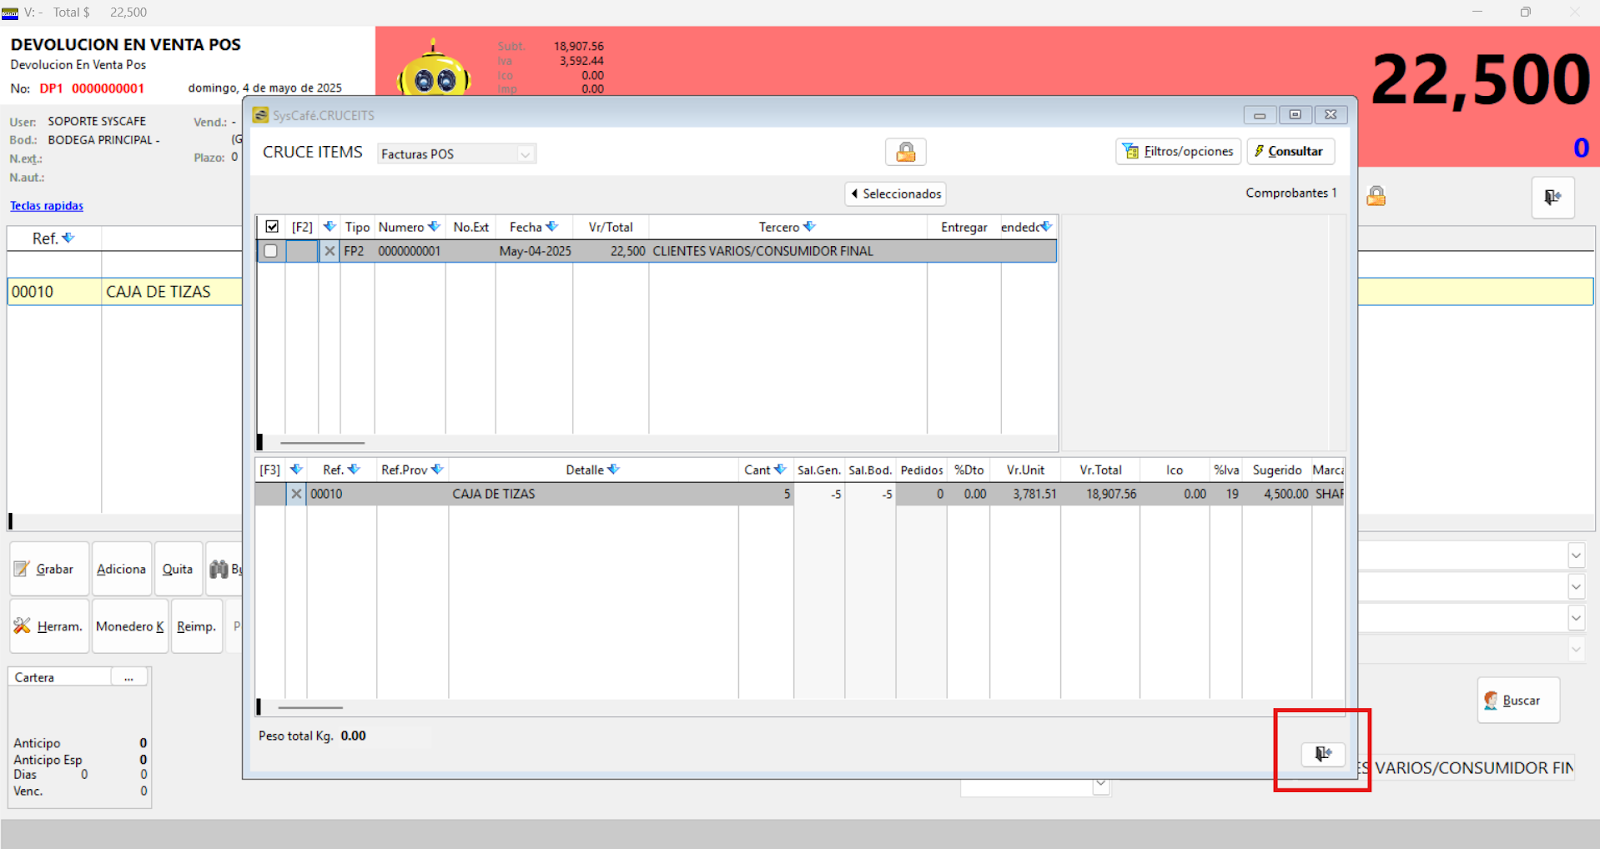 V: - Total $ 22,500
DEVOLUCION EN VENTA POS
Devolucion En Venta Pos
No: DP1 0000000001 domingo, 4 de mayo de 2025
Subt. 18,907.56
Iva 3,592.44
Ico 0.00
Imp 0.00
22,500
0
User: SOPORTE SYSCAFE Vend.: -
Bod.: BODEGA PRINCIPAL - (G
N.ext.: Plazo: 0
N.aut.:
Teclas rapidas
Ref.
00010 CAJA DE TIZAS
SysCafé.CRUCEITS
CRUCE ITEMS Facturas POS Filtros/opciones Consultar
Seleccionados Comprobantes 1
[F2] Tipo Numero No.Ext Fecha Vr/Total Tercero Entregar endedc
FP2 0000000001 May-04-2025 22,500 CLIENTES VARIOS/CONSUMIDOR FINAL
[F3] Ref. Ref.Prov Detalle Cant Sal.Gen. Sal.Bod. Pedidos %Dto Vr.Unit Vr.Total Ico %Iva Sugerido Marca
00010 CAJA DE TIZAS 5 -5 -5 0 0.00 3,781.51 18,907.56 0.00 19 4,500.00 SHAR
Peso total Kg. 0.00
Grabar Adiciona Quita Bu
Herram. Monedero K Reimp. P
Cartera ...
Anticipo 0
Anticipo Esp 0
Dias 0 0
Venc. 0
Buscar
ES VARIOS/CONSUMIDOR FIN